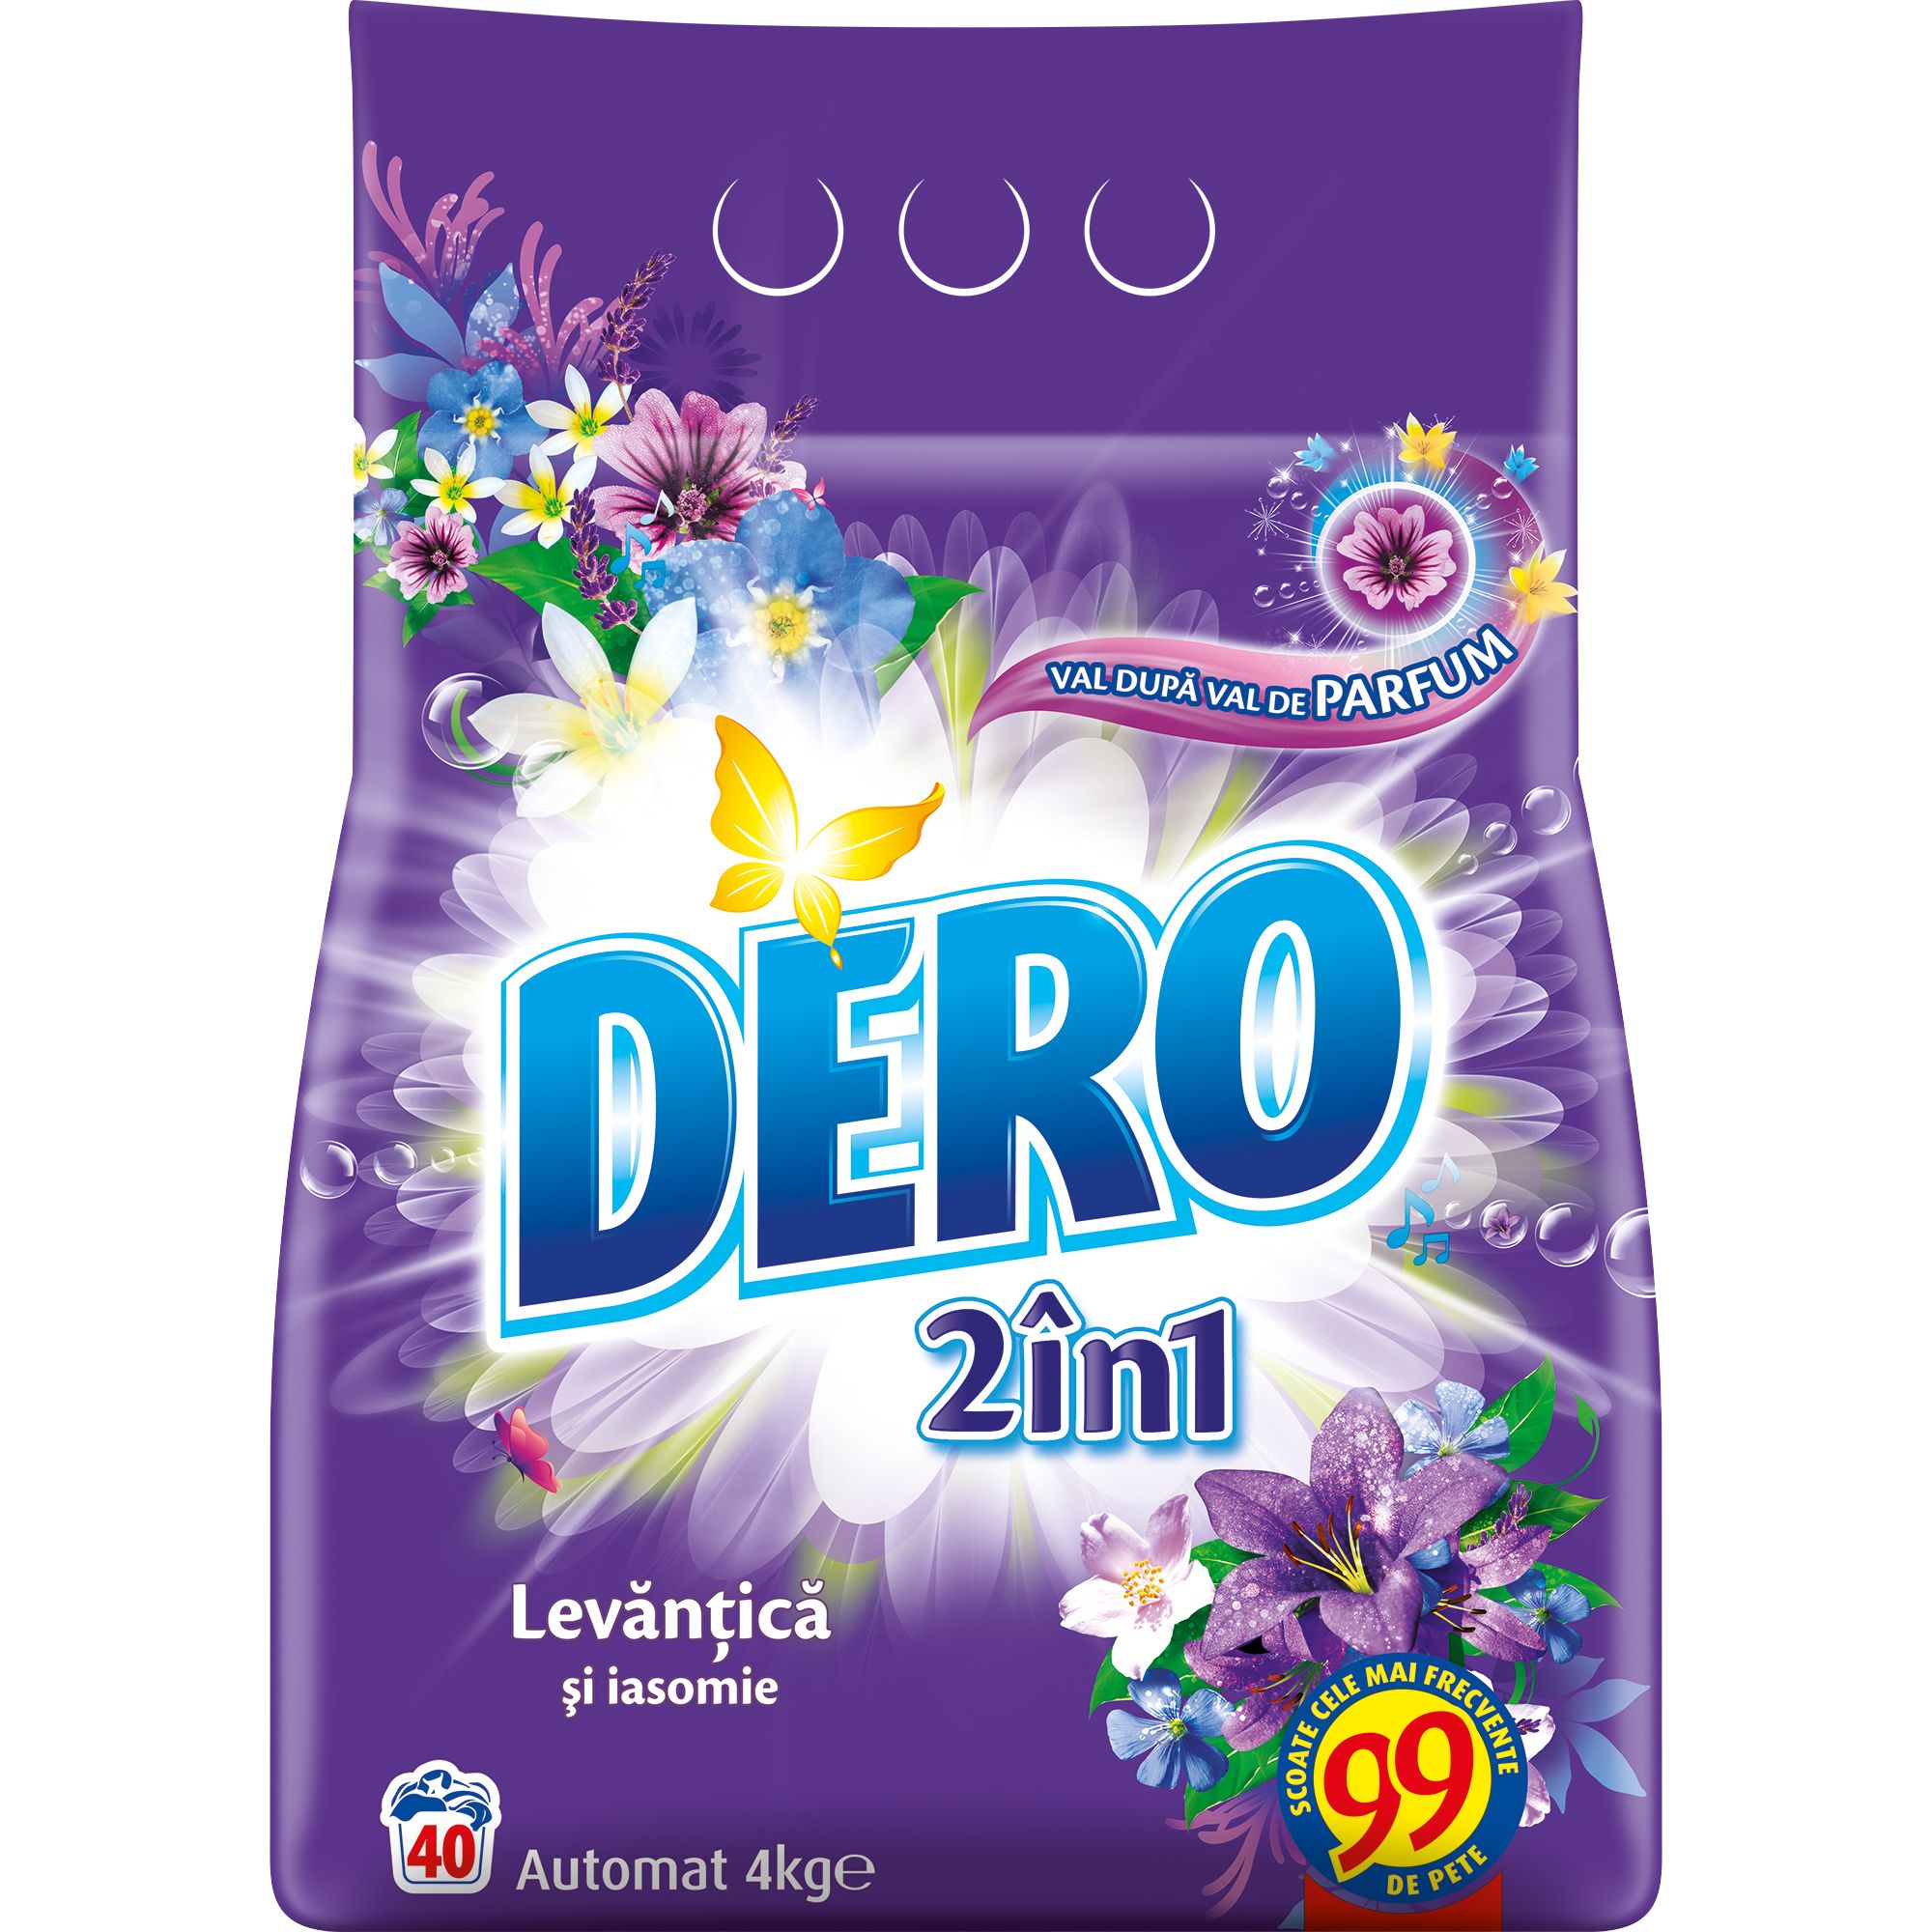 VAL DUPĂ VAL DE PARFUM
DERO
2în1
Levănțică
şi iasomie
SCOATE CELE MAI FRECVENTE
99
DE PETE
40
Automat 4kg℮